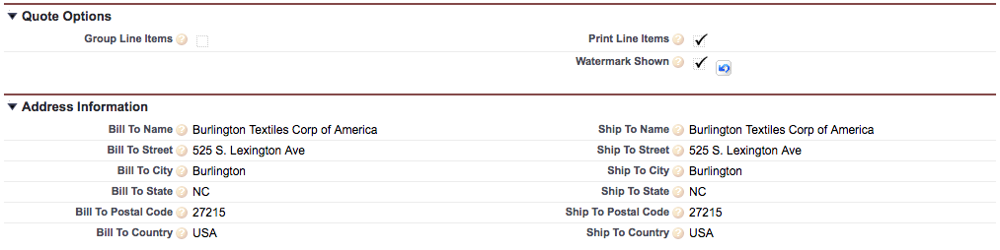 Quote Options
Group Line Items Print Line Items
Watermark Shown
Address Information
Bill To Name Burlington Textiles Corp of America Ship To Name Burlington Textiles Corp of America
Bill To Street 525 S. Lexington Ave Ship To Street 525 S. Lexington Ave
Bill To City Burlington Ship To City Burlington
Bill To State NC Ship To State NC
Bill To Postal Code 27215 Ship To Postal Code 27215
Bill To Country USA Ship To Country USA